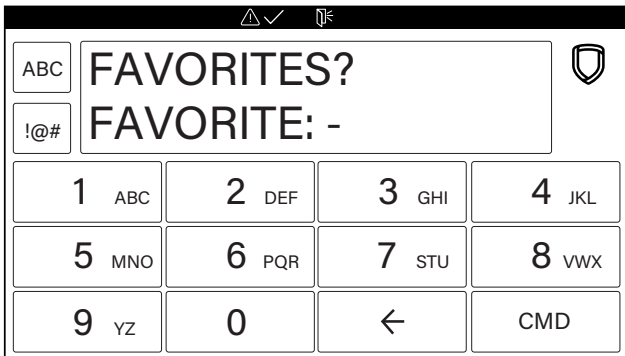 ABC FAVORITES?
!@# FAVORITE: -
1 ABC 2 DEF 3 GHI 4 JKL
5 MNO 6 PQR 7 STU 8 VWX
9 YZ 0 ← CMD